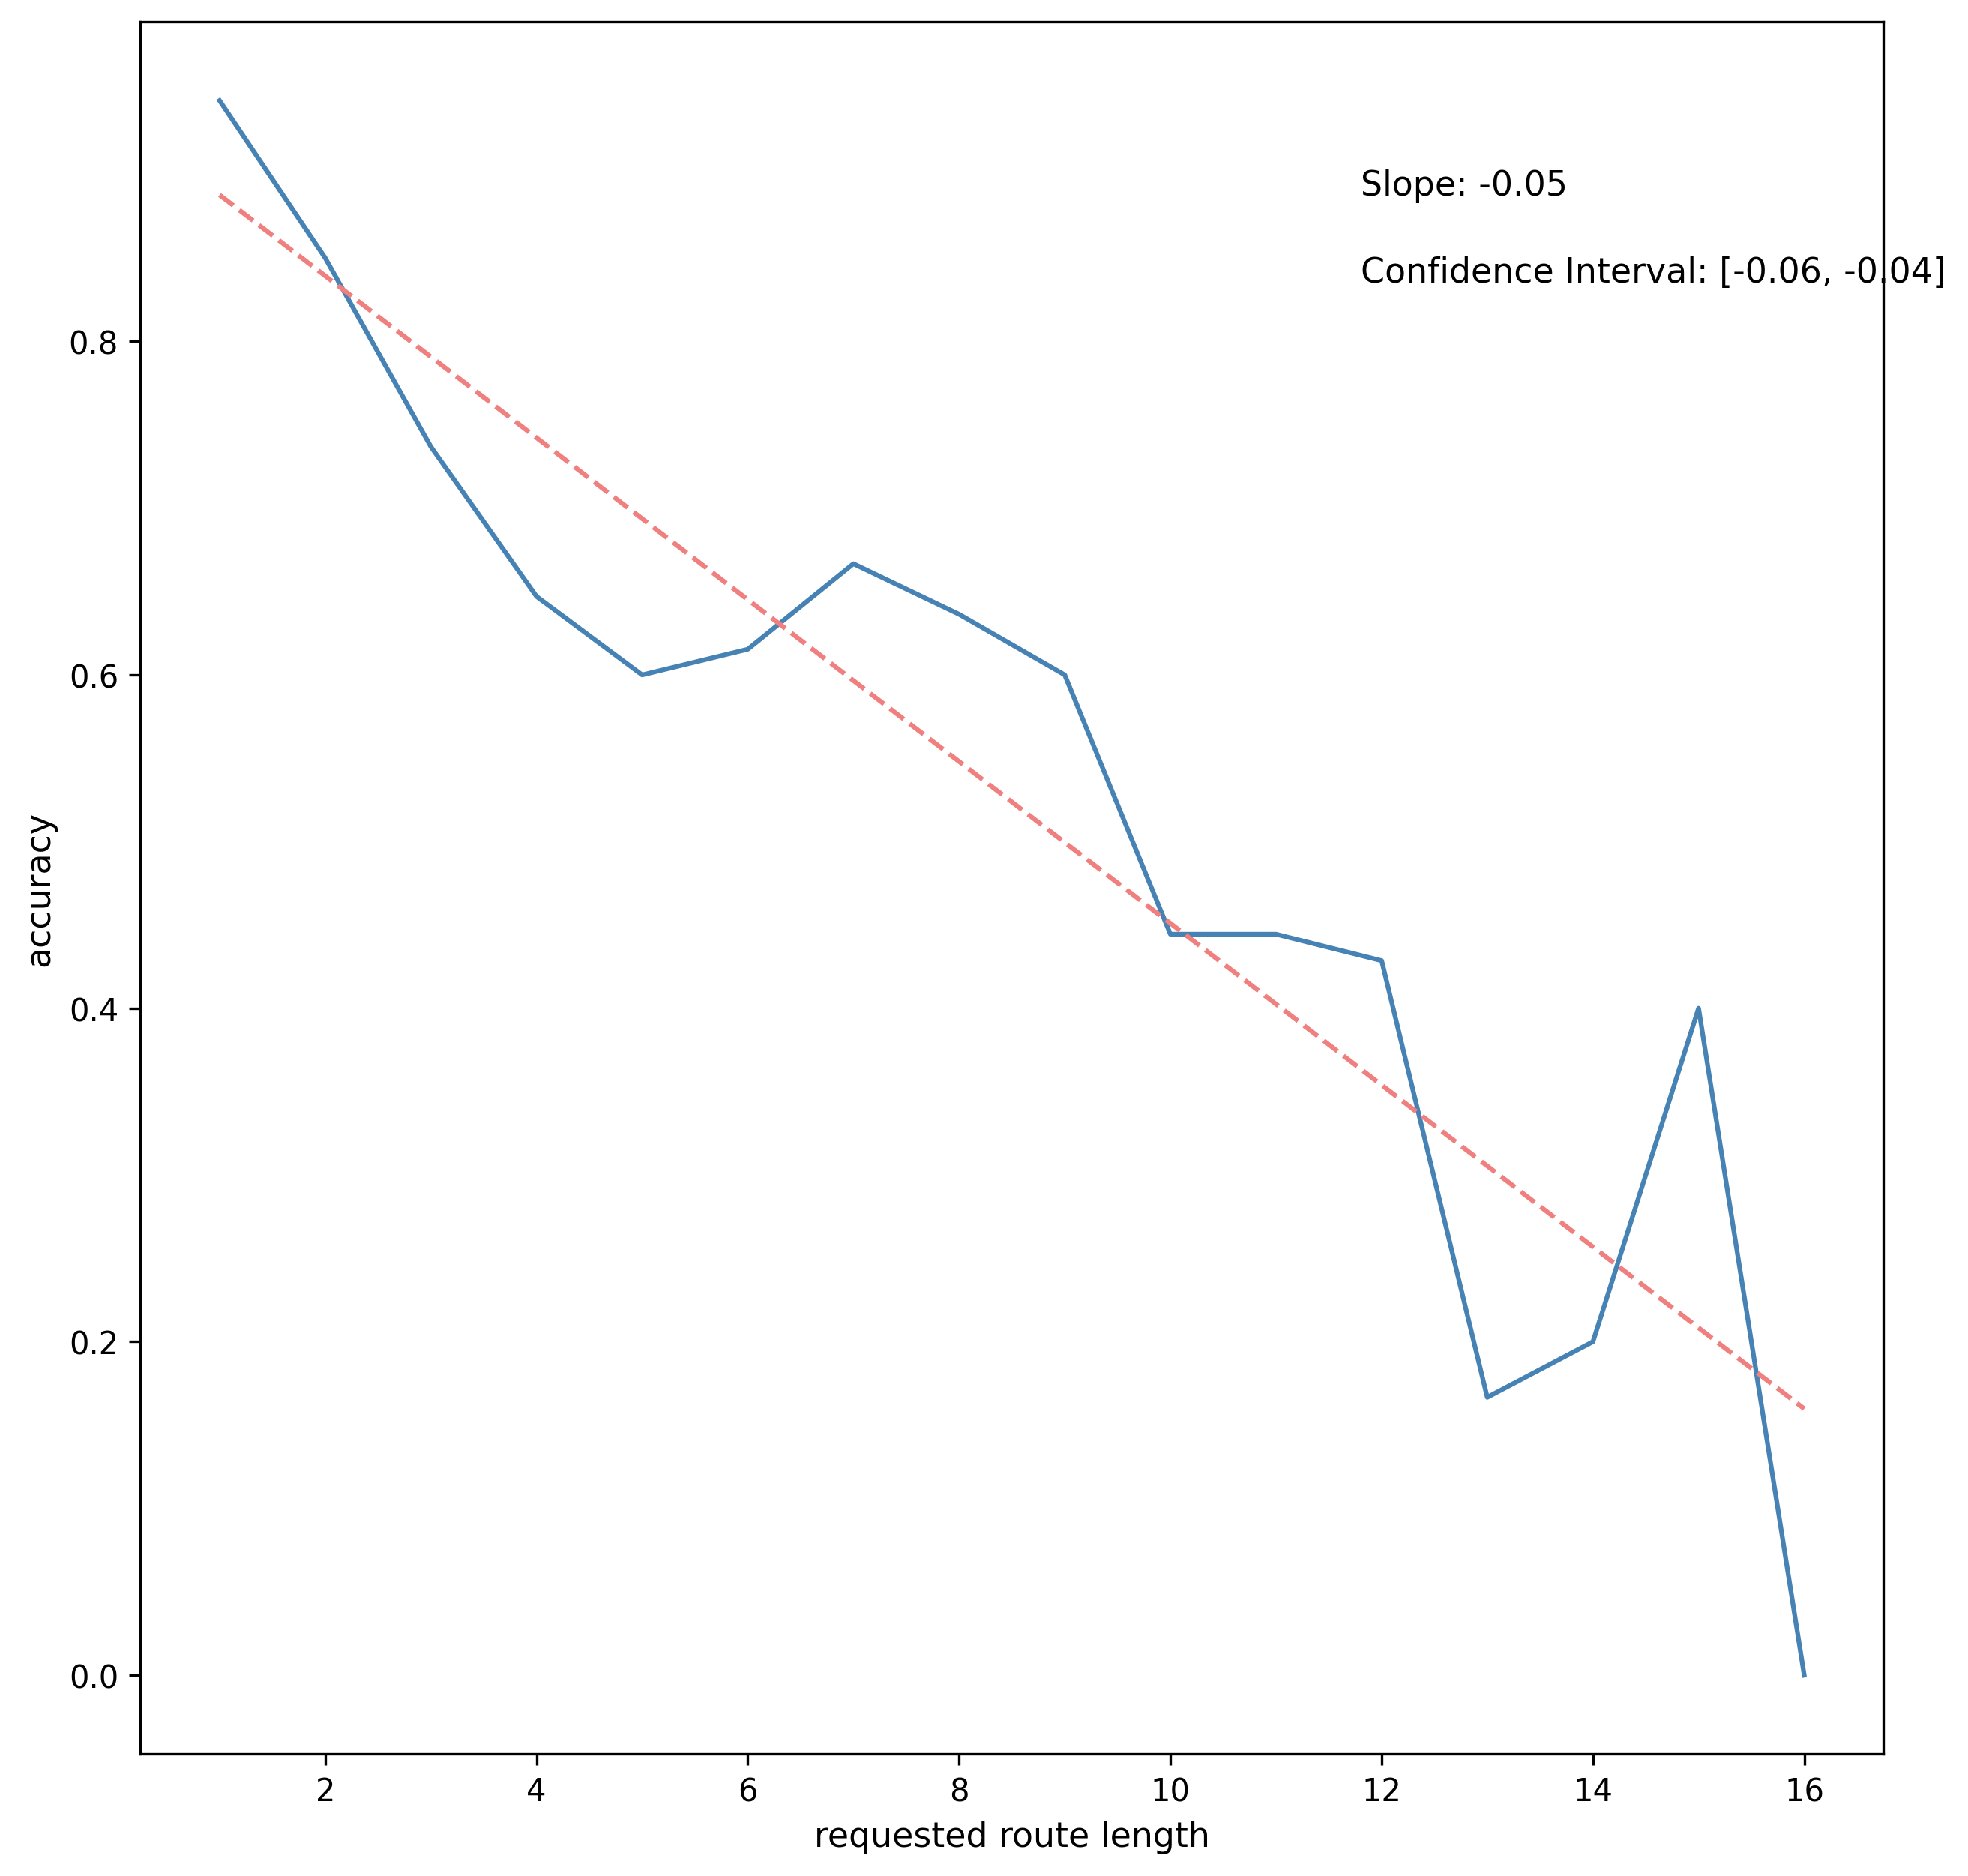 Slope: -0.05
Confidence Interval: [-0.06, -0.04]
accuracy
0.8
0.6
0.4
0.2
0.0
2 4 6 8 10 12 14 16
requested route length